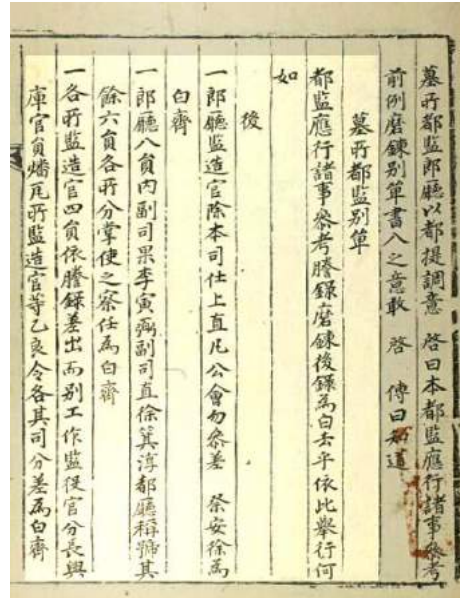 墓所都監郎廳以都提調意 啓曰本都監應行諸事叅考
前例磨鍊別單書入之意敢 啓 傳曰知道
墓所都監別單
都監應行諸事叅考謄錄磨鍊後錄爲白去乎依此擧行何
如
後
一郎廳監造官除本司仕上直凡公會勿叅差 祭安徐爲
白齊
一郎廳八員內副司果李寅弼副司直徐箕淳都廳稱號其
餘六員各所分掌使之察任爲白齊
一各所監造官四員依謄錄差出而別工作監役官分長興
庫官員燔瓦所監造官等乙良令各其司分差爲白齊